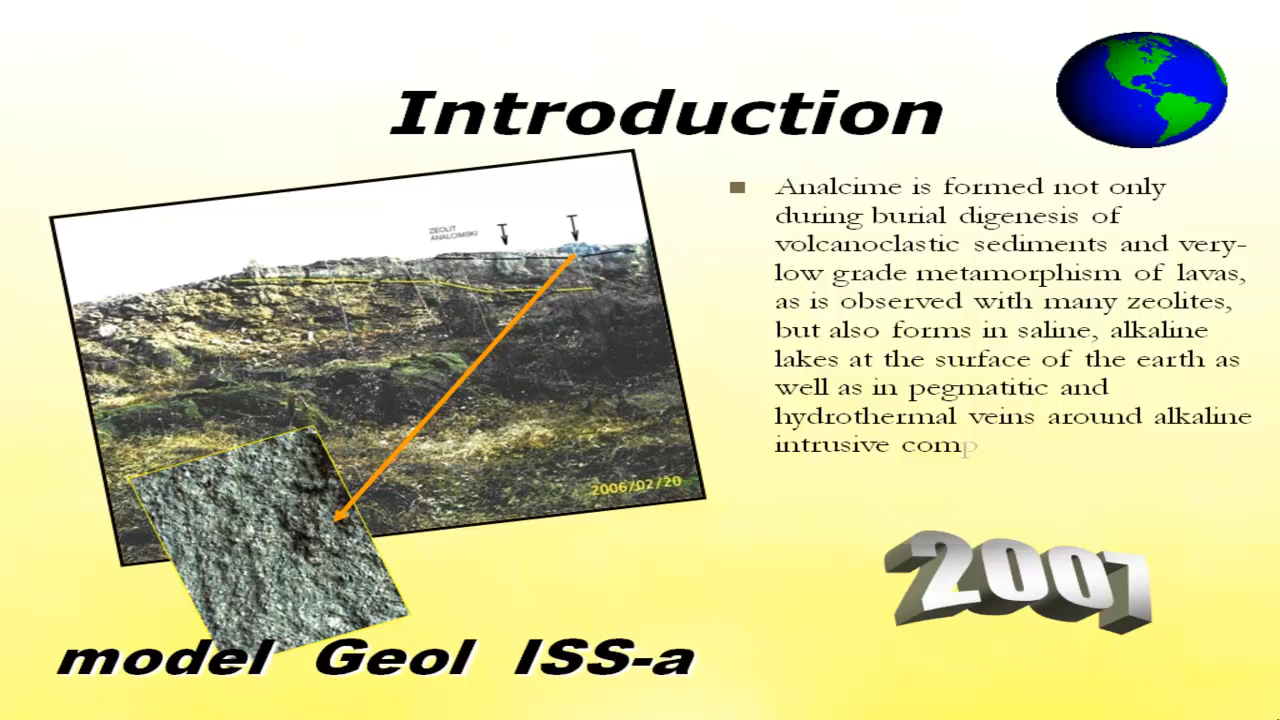 Introduction
ZEOLIT
ANALCIMSKI
Analcime is formed not only
during burial digenesis of
volcanoclastic sediments and very-
low grade metamorphism of lavas,
as is observed with many zeolites,
but also forms in saline, alkaline
lakes at the surface of the earth as
well as in pegmatitic and
hydrothermal veins around alkaline
intrusive comp
2006/02/20
2007
model Geol ISS-a